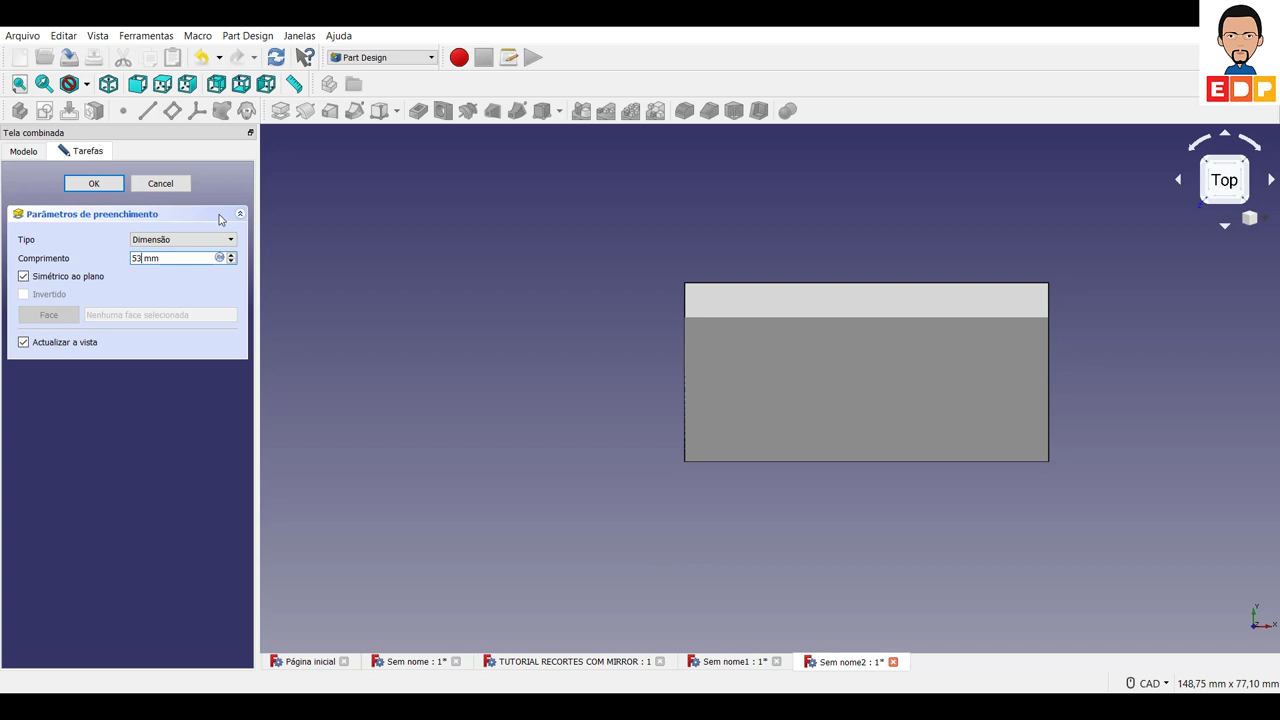 EDP
Arquivo Editar Vista Ferramentas Macro Part Design Janelas Ajuda
Part Design
Tela combinada
Modelo Tarefas
OK Cancel
Parâmetros de preenchimento
Tipo Dimensão
Comprimento 53 mm
Simétrico ao plano
Invertido
Face Nenhuma face selecionada
Actualizar a vista
Top
Z
Y
X
Página inicial Sem nome : 1* TUTORIAL RECORTES COM MIRROR : 1 Sem nome1 : 1* Sem nome2 : 1*
CAD 148,75 mm x 77,10 mm